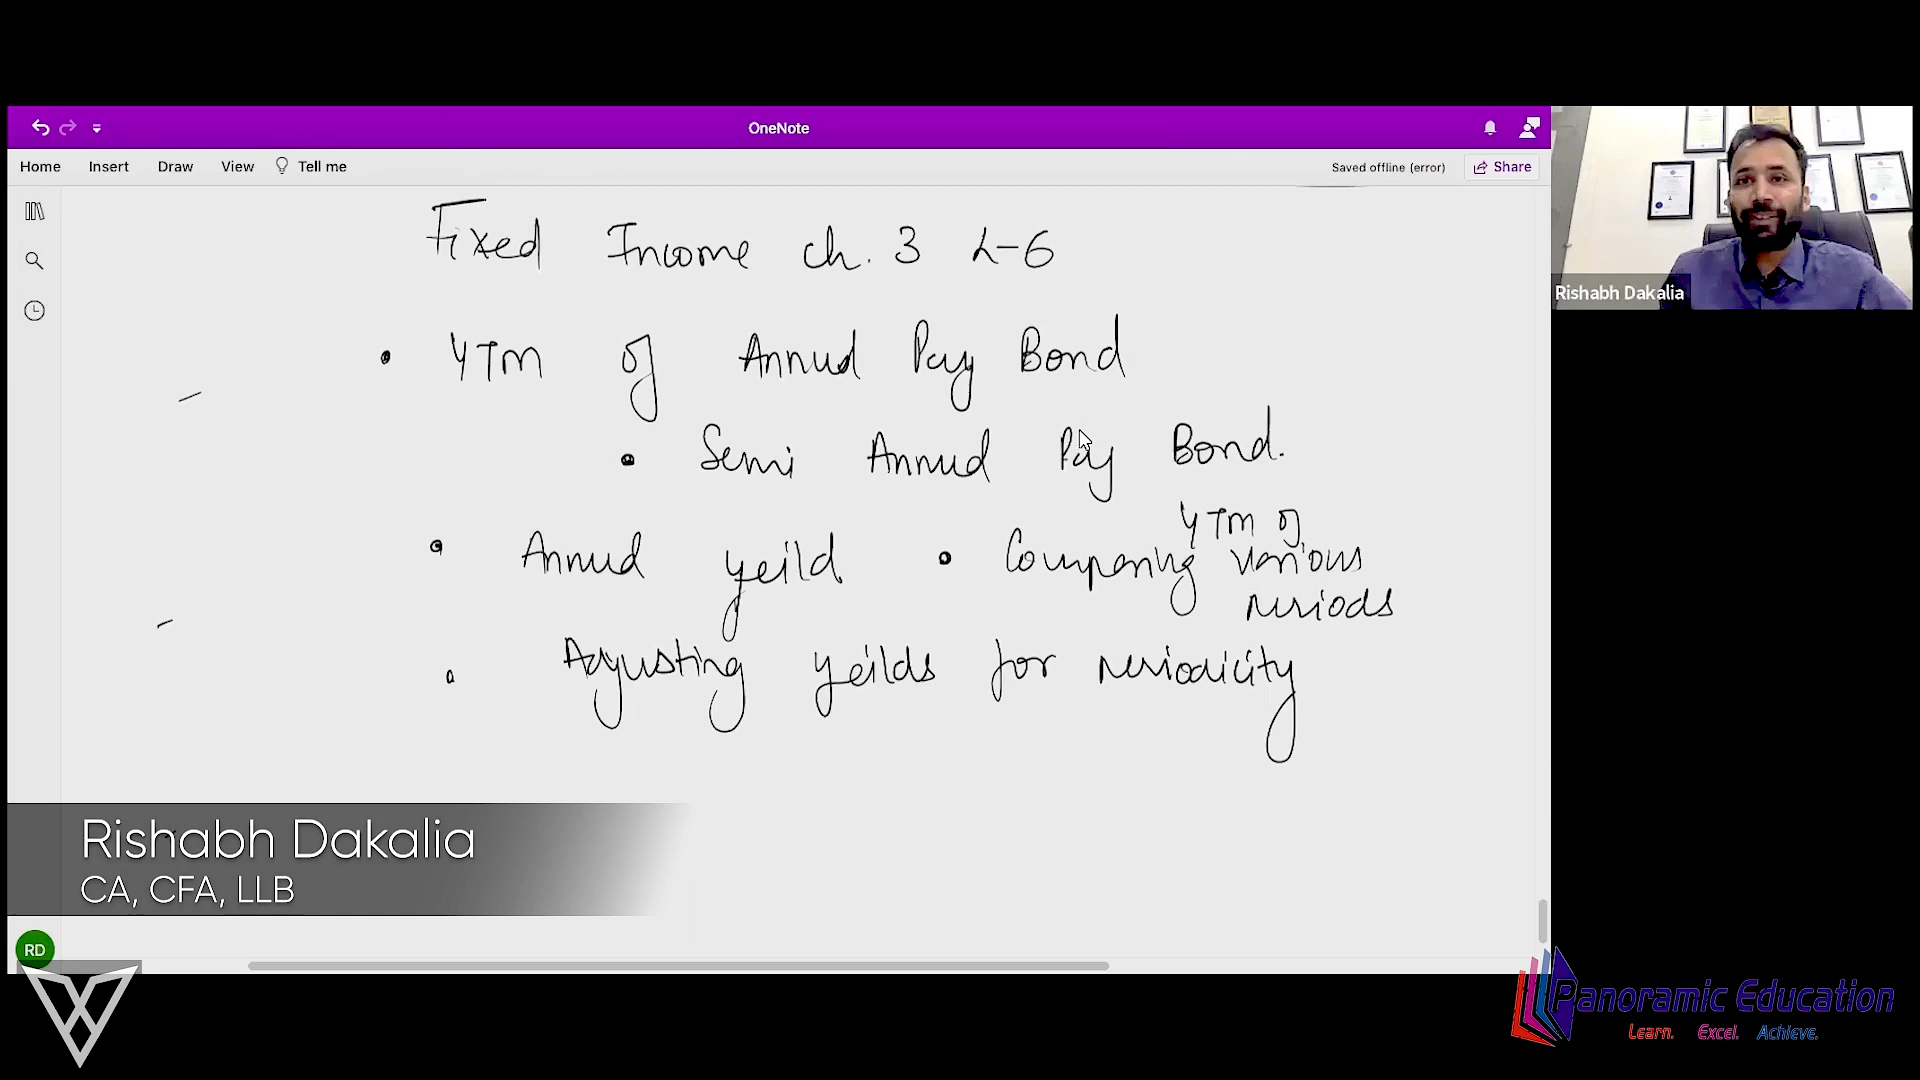 OneNote
Home Insert Draw View Tell me Saved offline (error) Share
Rishabh Dakalia
Fixed Income Ch. 3 L-6
• YTM of Annual Pay Bond
• Semi Annual Pay Bond.
• Annual Yeild • Comparing YTM of various periods
• Adjusting Yeilds for periodicity
Rishabh Dakalia
CA, CFA, LLB
RD
Panoramic Education
Learn. Excel. Achieve.